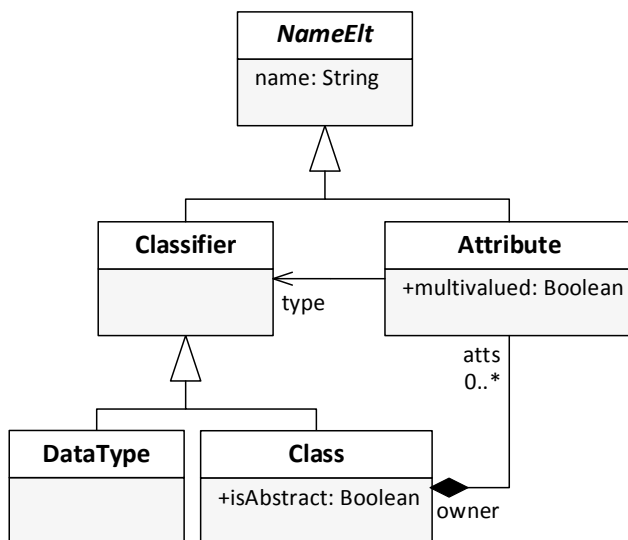 NameElt
name: String
Classifier
Attribute
+multivalued: Boolean
type
atts
0..*
DataType
Class
+isAbstract: Boolean
owner